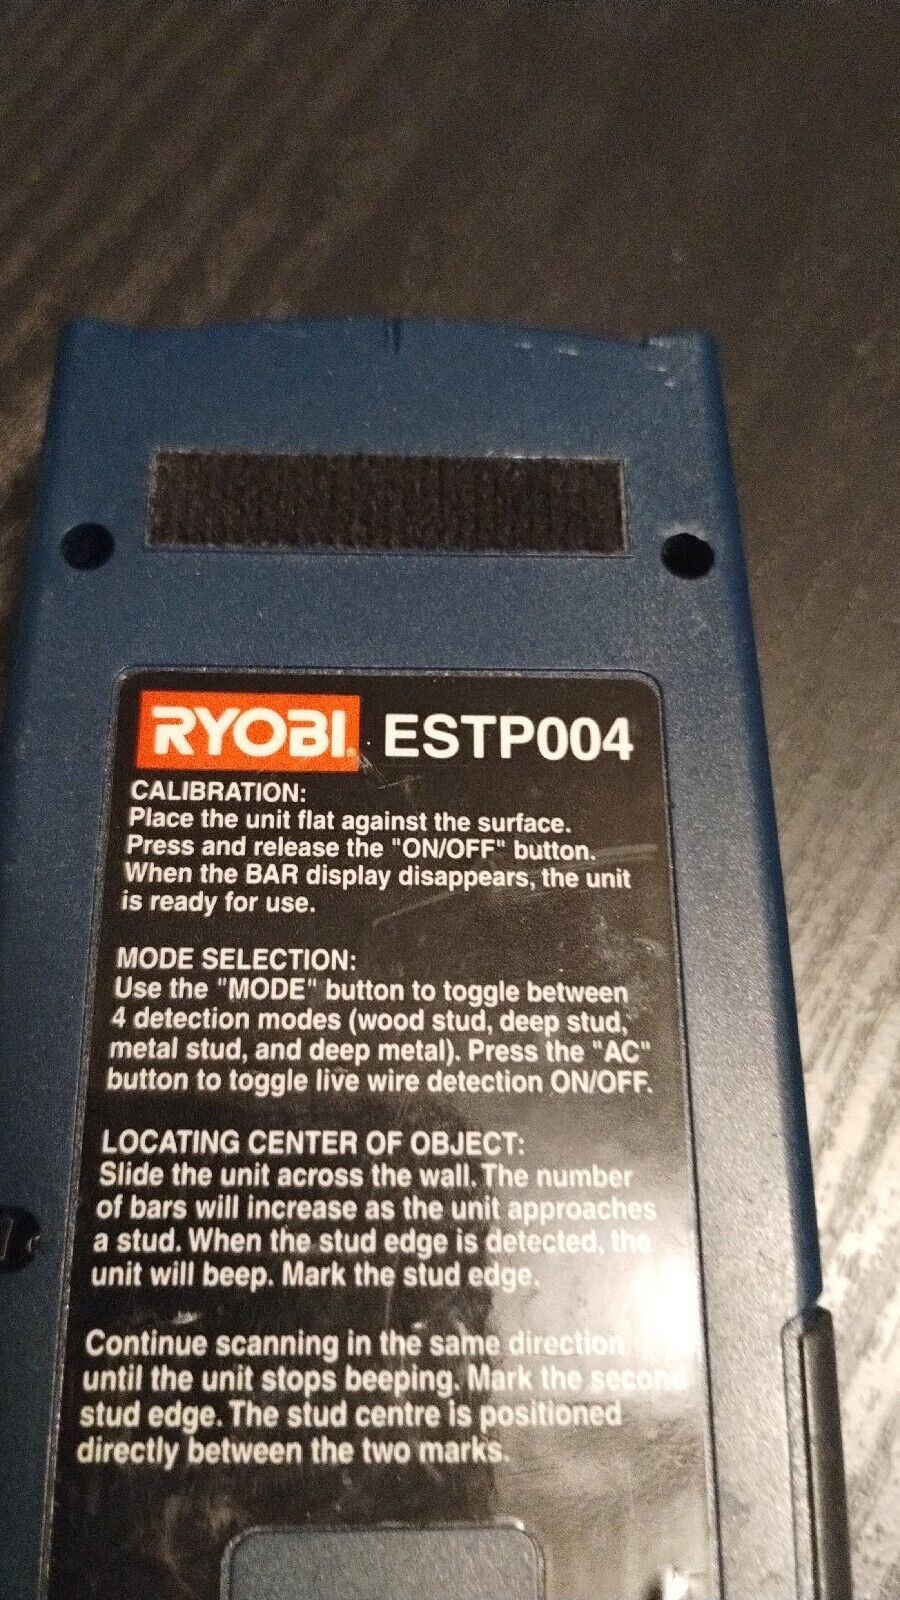 RYOBI ESTP004
CALIBRATION:
Place the unit flat against the surface.
Press and release the "ON/OFF" button.
When the BAR display disappears, the unit
is ready for use.
MODE SELECTION:
Use the "MODE" button to toggle between
4 detection modes (wood stud, deep stud,
metal stud, and deep metal). Press the "AC"
button to toggle live wire detection ON/OFF.
LOCATING CENTER OF OBJECT:
Slide the unit across the wall. The number
of bars will increase as the unit approaches
a stud. When the stud edge is detected, the
unit will beep. Mark the stud edge.
Continue scanning in the same direction
until the unit stops beeping. Mark the second
stud edge. The stud centre is positioned
directly between the two marks.